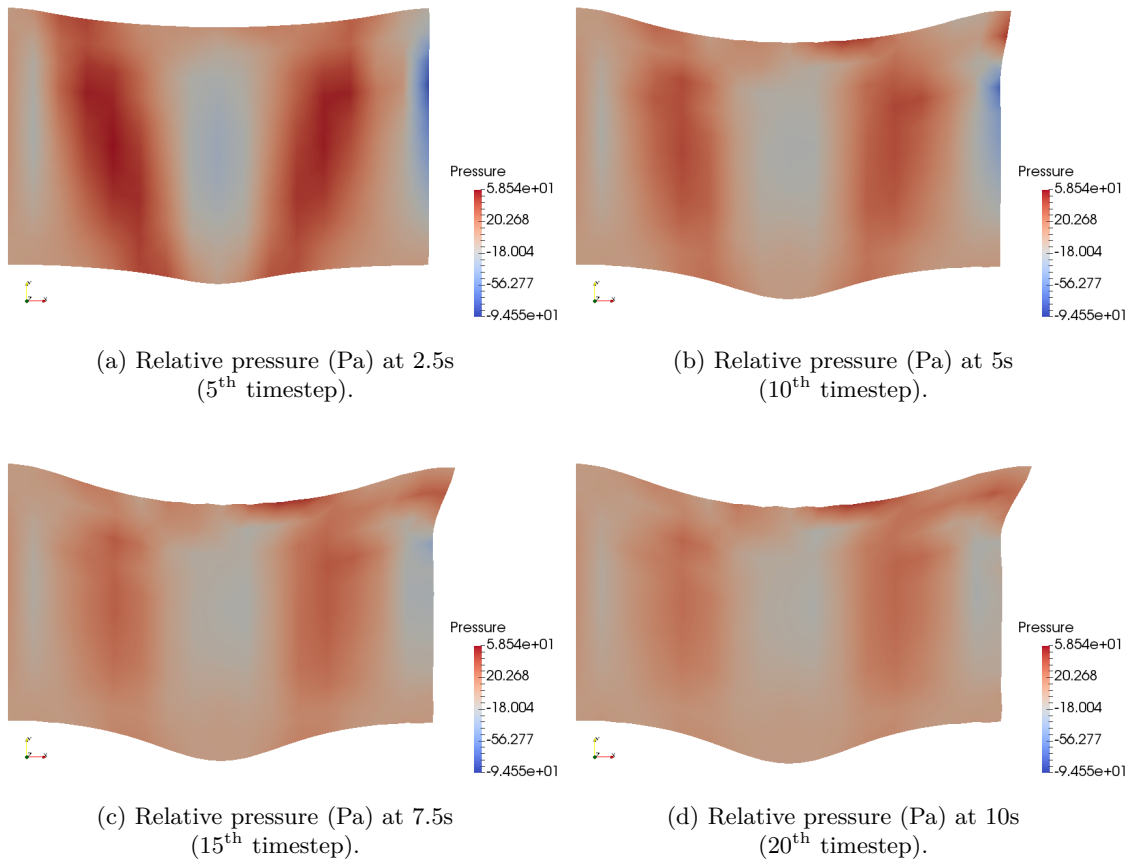 Pressure
5.854e+01
20.268
-18.004
-56.277
-9.455e+01
Y
Z X
(a) Relative pressure (Pa) at 2.5s
(5th timestep).
Pressure
5.854e+01
20.268
-18.004
-56.277
-9.455e+01
Y
Z X
(b) Relative pressure (Pa) at 5s
(10th timestep).
Pressure
5.854e+01
20.268
-18.004
-56.277
-9.455e+01
Y
Z X
(c) Relative pressure (Pa) at 7.5s
(15th timestep).
Pressure
5.854e+01
20.268
-18.004
-56.277
-9.455e+01
Y
Z X
(d) Relative pressure (Pa) at 10s
(20th timestep).